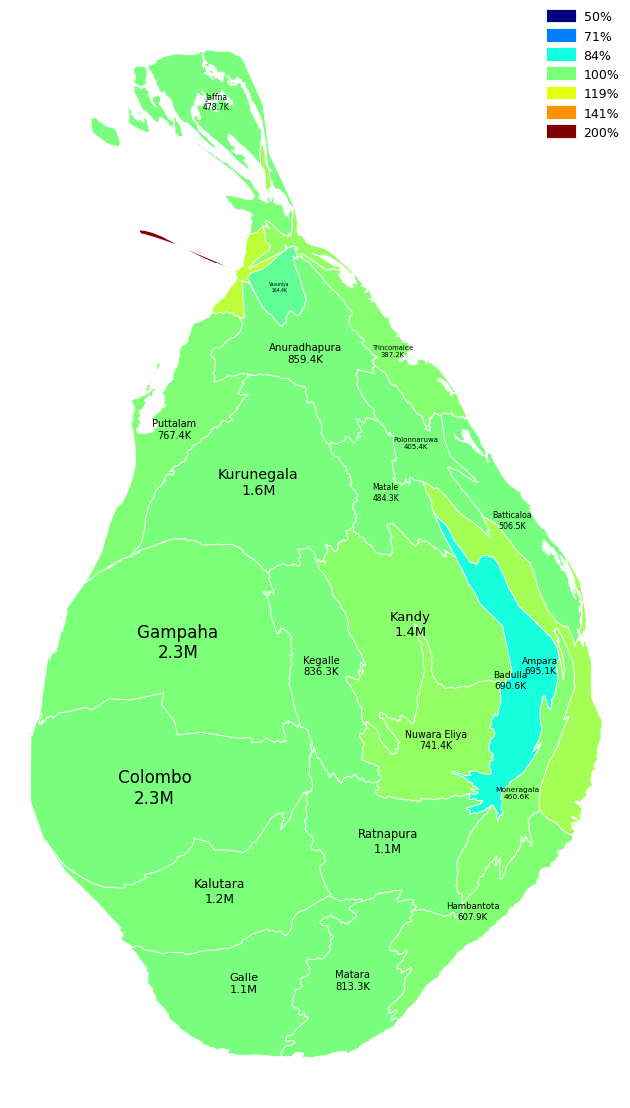 50%
71%
84%
100%
119%
141%
200%
Jaffna
478.7K
Vavuniya
164.4K
Anuradhapura
859.4K
Trincomalee
387.2K
Puttalam
767.4K
Polonnaruwa
405.4K
Kurunegala
1.6M
Matale
484.3K
Batticaloa
506.5K
Kandy
1.4M
Gampaha
2.3M
Kegalle
836.3K
Ampara
695.1K
Badulla
690.6K
Nuwara Eliya
741.4K
Colombo
2.3M
Moneragala
460.6K
Ratnapura
1.1M
Kalutara
1.2M
Hambantota
607.9K
Galle
1.1M
Matara
813.3K